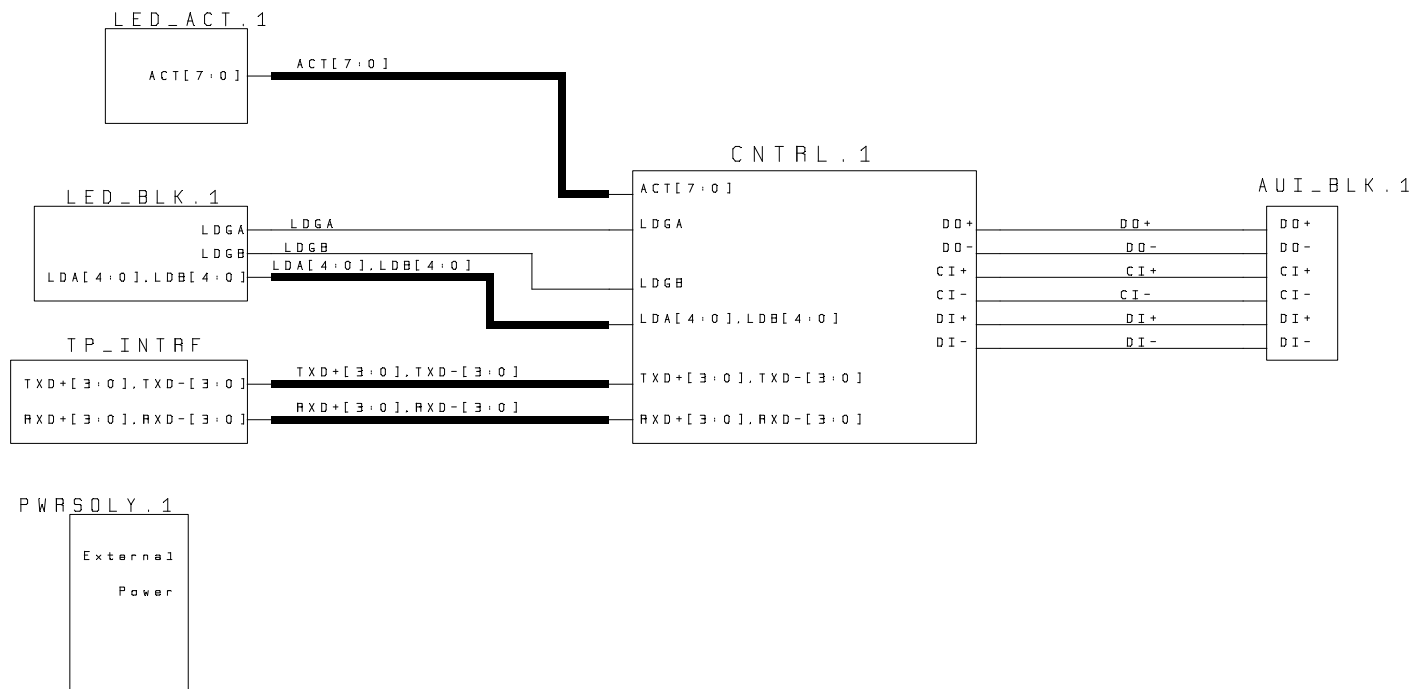 LED_ACT.1
ACT[7:0]
ACT[7:0]
CNTRL.1
ACT[7:0]
LDGA
LDGB
LDA[4:0],LDB[4:0]
TXD+[3:0],TXD-[3:0]
RXD+[3:0],RXD-[3:0]
DO+
DO-
CI+
CI-
DI+
DI-
LED_BLK.1
LDGA
LDGB
LDA[4:0],LDB[4:0]
LDGA
LDGB
LDA[4:0],LDB[4:0]
TP_INTRF
TXD+[3:0],TXD-[3:0]
RXD+[3:0],RXD-[3:0]
TXD+[3:0],TXD-[3:0]
RXD+[3:0],RXD-[3:0]
DO+
DO-
CI+
CI-
DI+
DI-
AUI_BLK.1
DO+
DO-
CI+
CI-
DI+
DI-
PWRSOLY.1
External
Power